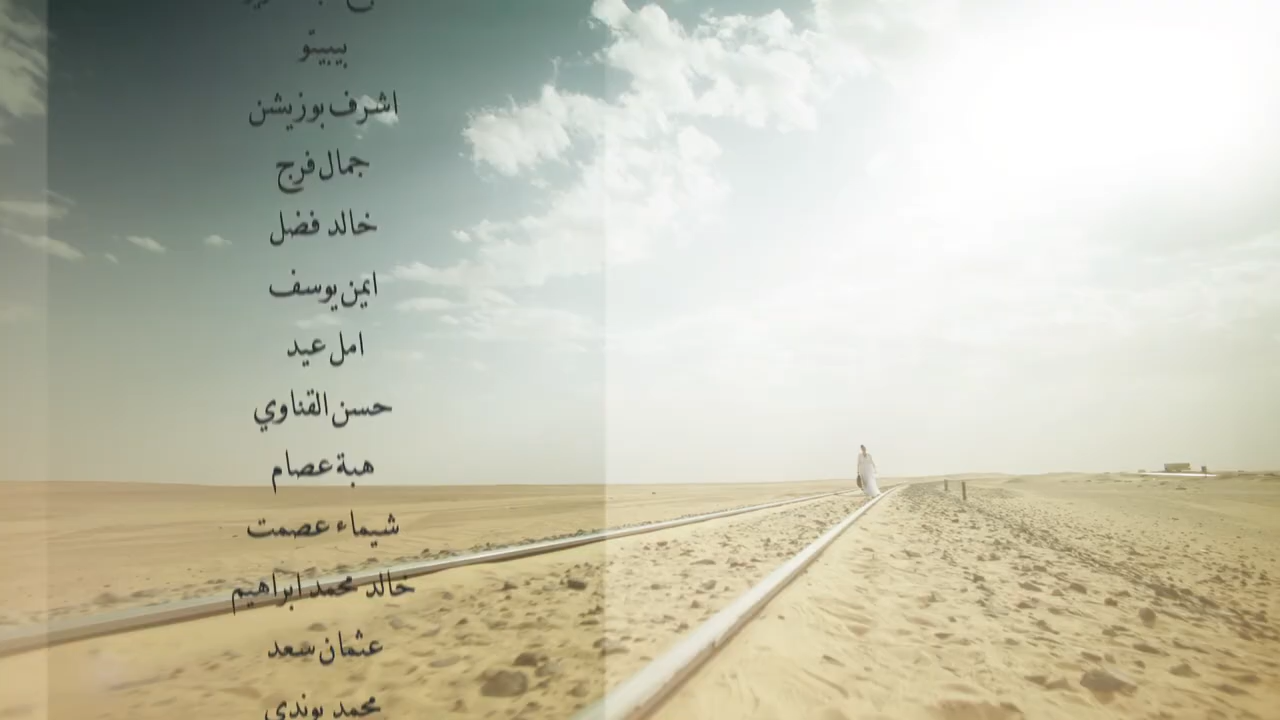 بيبيتو
اشرف بوزيشن
جمال فرج
خالد فضل
ايمن يوسف
امل عيد
حسن القناوي
هبة عصام
شيماء عصمت
خالد محمد ابراهيم
عثمان سعد
محمد بوندي